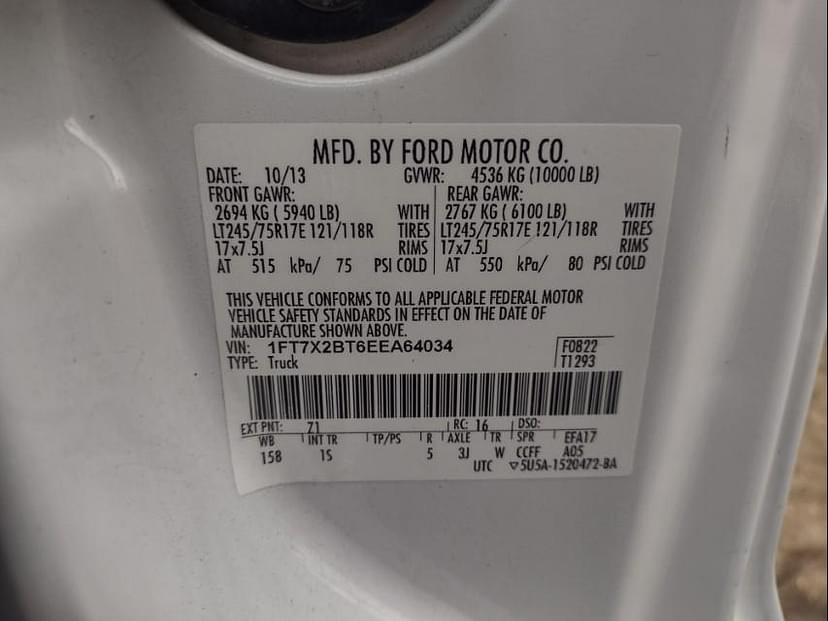 MFD. BY FORD MOTOR CO.
DATE: 10/13 GVWR: 4536 KG (10000 LB)
FRONT GAWR: REAR GAWR:
2694 KG ( 5940 LB) WITH 2767 KG ( 6100 LB) WITH
LT245/75R17E 121/118R TIRES LT245/75R17E 121/118R TIRES
17x7.5J RIMS 17x7.5J RIMS
AT 515 kPa/ 75 PSI COLD AT 550 kPa/ 80 PSI COLD
THIS VEHICLE CONFORMS TO ALL APPLICABLE FEDERAL MOTOR
VEHICLE SAFETY STANDARDS IN EFFECT ON THE DATE OF
MANUFACTURE SHOWN ABOVE.
VIN: 1FT7X2BT6EEA64034 F0822
TYPE: Truck T1293
EXT PNT: Z1 RC: 16 DSO:
WB INT TR TP/PS R AXLE TR SPR EFA17
158 1S 5 3J W CCFF A05
UTC ▽5U5A-1520472-BA